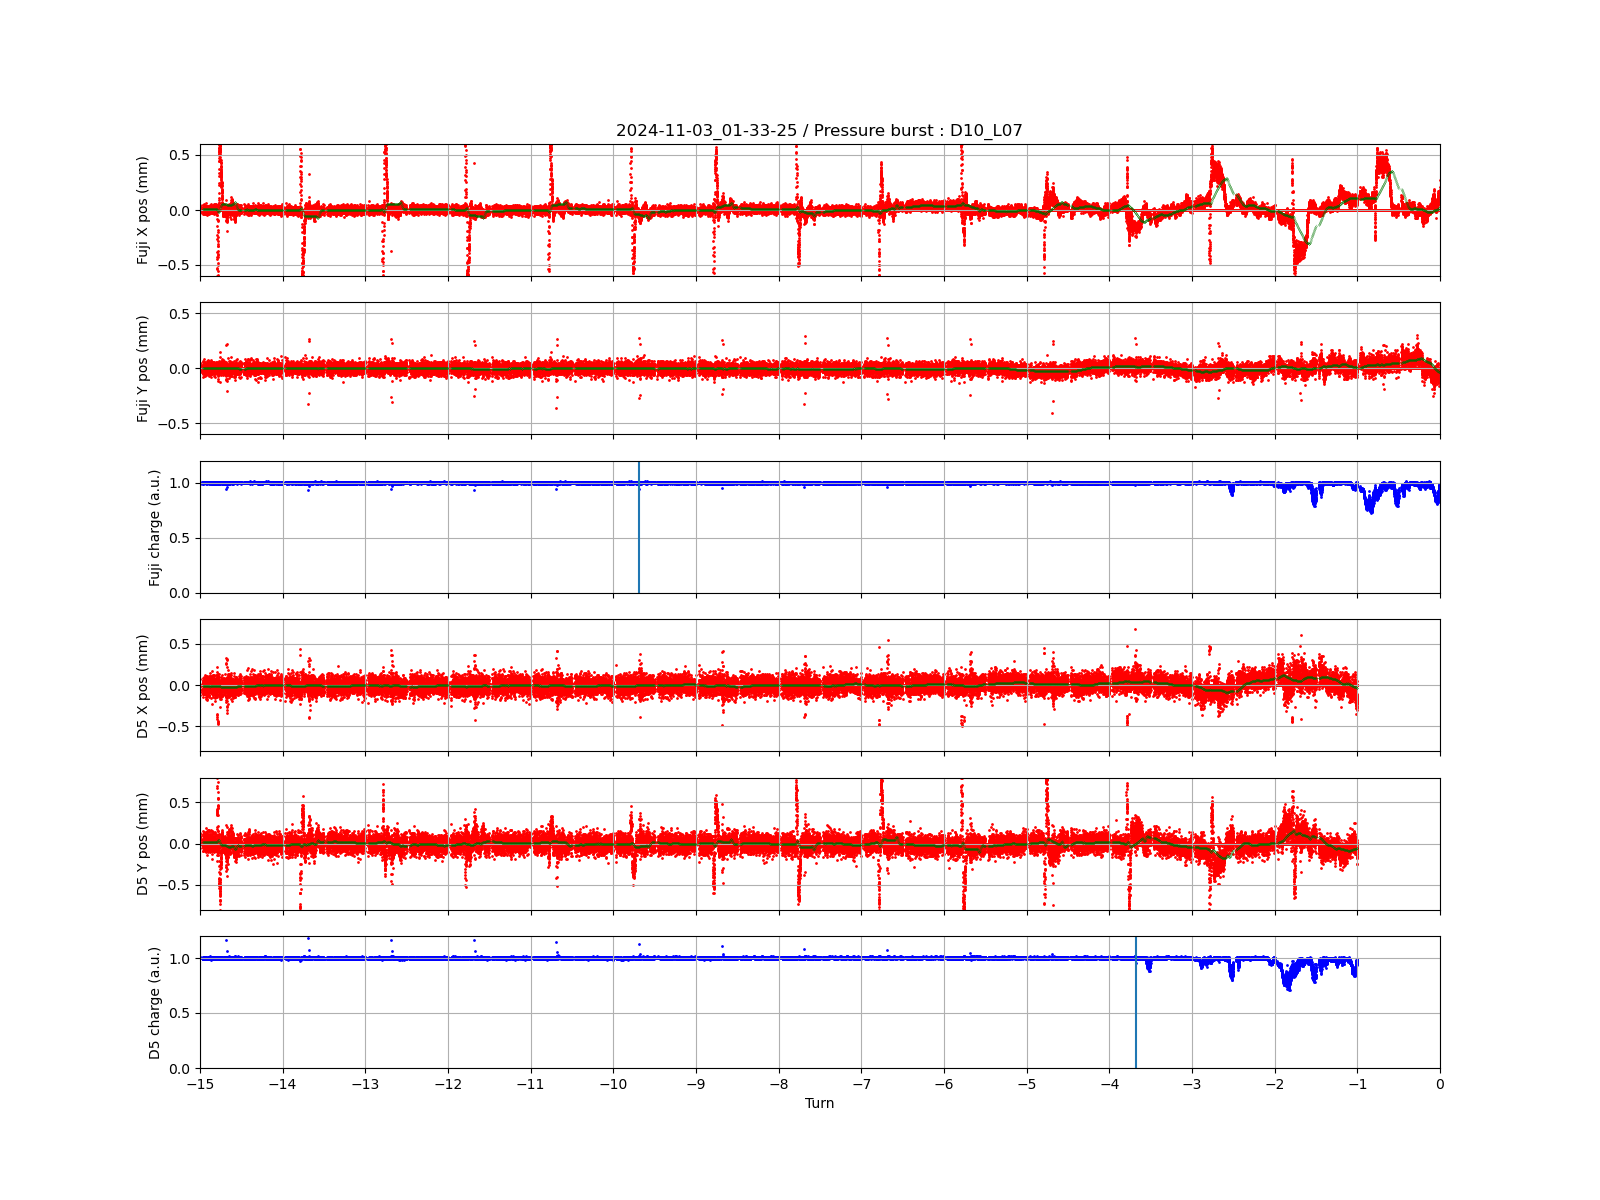 2024-11-03_01-33-25 / Pressure burst : D10_L07
Fuji X pos (mm)
0.5
0.0
−0.5
Fuji Y pos (mm)
0.5
0.0
−0.5
Fuji charge (a.u.)
1.0
0.5
0.0
D5 X pos (mm)
0.5
0.0
−0.5
D5 Y pos (mm)
0.5
0.0
−0.5
D5 charge (a.u.)
1.0
0.5
0.0
−15 −14 −13 −12 −11 −10 −9 −8 −7 −6 −5 −4 −3 −2 −1 0
Turn